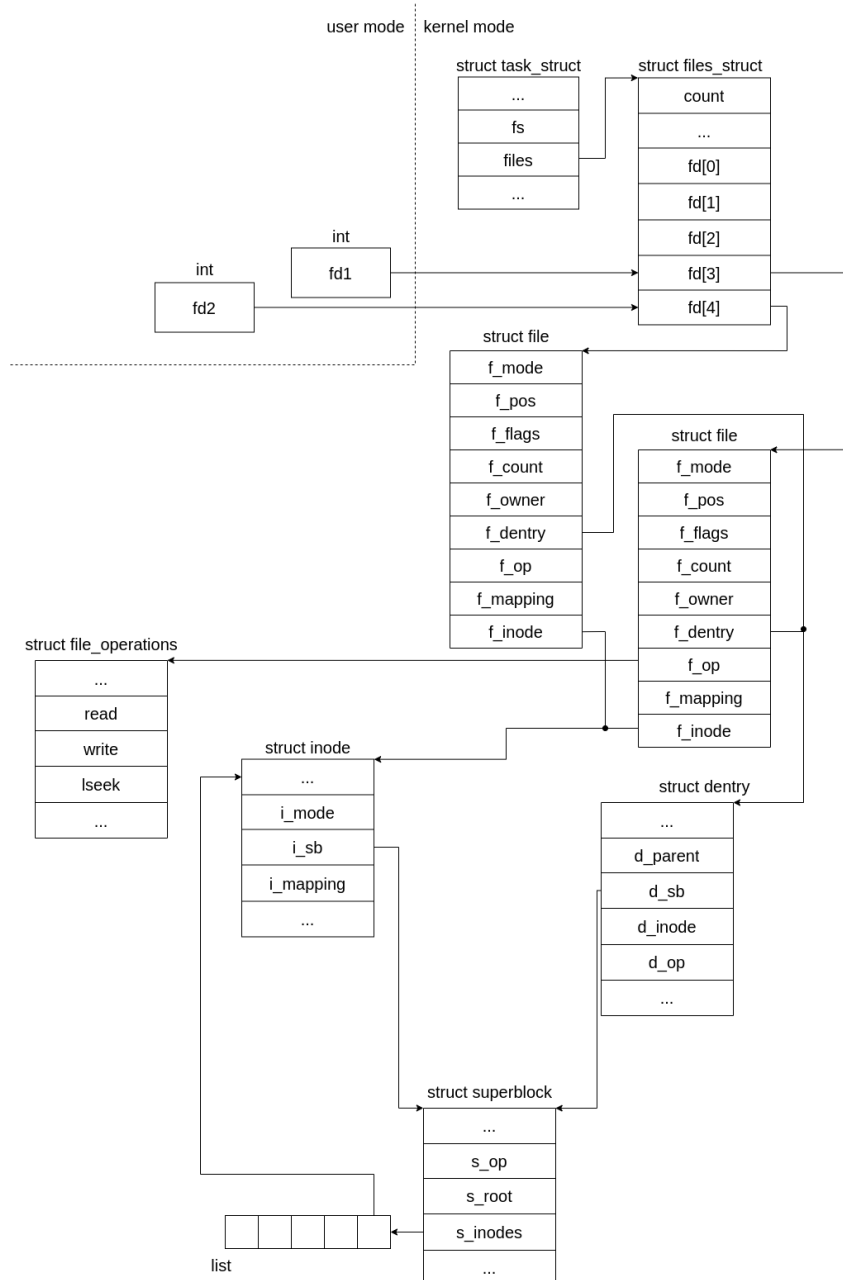 user mode
kernel mode
struct task_struct
...
fs
files
...
struct files_struct
count
...
fd[0]
fd[1]
fd[2]
fd[3]
fd[4]
int
fd1
int
fd2
struct file
f_mode
f_pos
f_flags
f_count
f_owner
f_dentry
f_op
f_mapping
f_inode
struct file
f_mode
f_pos
f_flags
f_count
f_owner
f_dentry
f_op
f_mapping
f_inode
struct file_operations
...
read
write
lseek
...
struct inode
...
i_mode
i_sb
i_mapping
...
struct dentry
...
d_parent
d_sb
d_inode
d_op
...
struct superblock
...
s_op
s_root
s_inodes
...
list